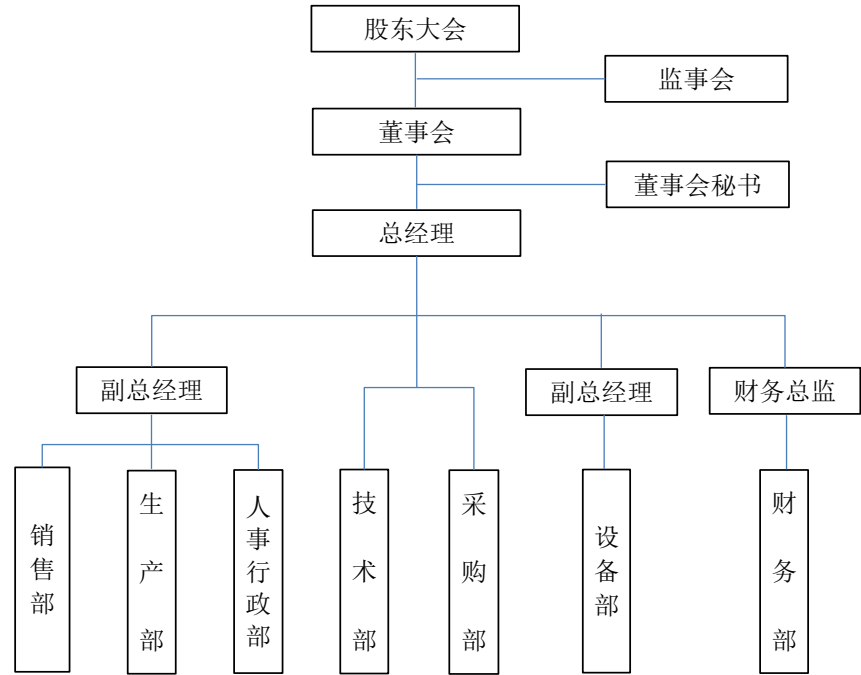 股东大会
监事会
董事会
董事会秘书
总经理
副总经理
副总经理
财务总监
销售部
生产部
人事行政部
技术部
采购部
设备部
财务部